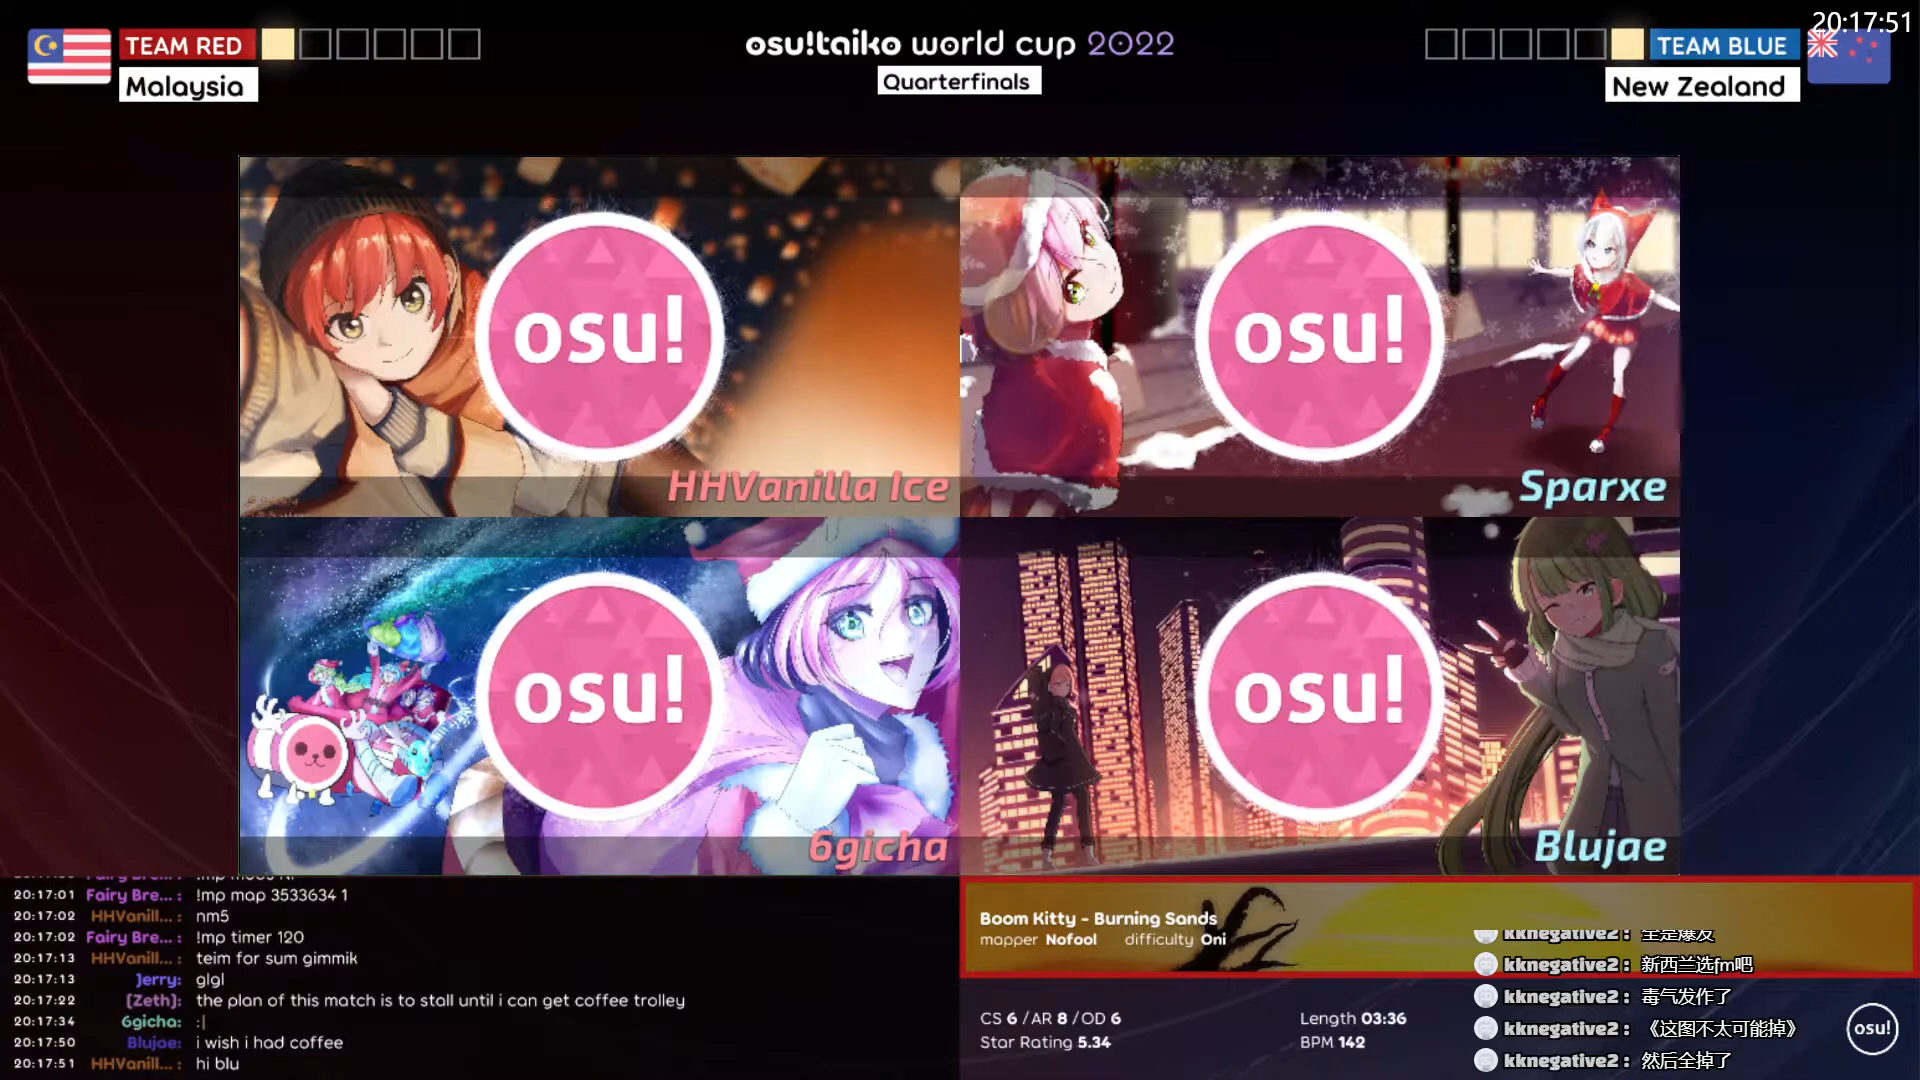 20:17:51
TEAM RED
osu!taiko world cup 2022
TEAM BLUE
Malaysia
Quarterfinals
New Zealand
osu!
osu!
HHVanilla Ice
Sparxe
osu!
osu!
6gicha
Blujae
20:17:01 Fairy Bre... : !mp map 3533634 1
20:17:02 HHVanill... : nm5
20:17:02 Fairy Bre... : !mp timer 120
20:17:13 HHVanill... : teim for sum gimmik
20:17:13 Jerry: glgl
20:17:22 [Zeth]: the plan of this match is to stall until i can get coffee trolley
20:17:34 6gicha: :|
20:17:50 Blujae: i wish i had coffee
20:17:51 HHVanill... : hi blu
Boom Kitty - Burning Sands
mapper Nofool difficulty Oni
CS 6 / AR 8 / OD 6
Star Rating 5.34
Length 03:36
BPM 142
kknegative2: 全是爆发
kknegative2: 新西兰选fm吧
kknegative2: 毒气发作了
kknegative2: 《这图不太可能掉》
kknegative2: 然后全掉了
osu!